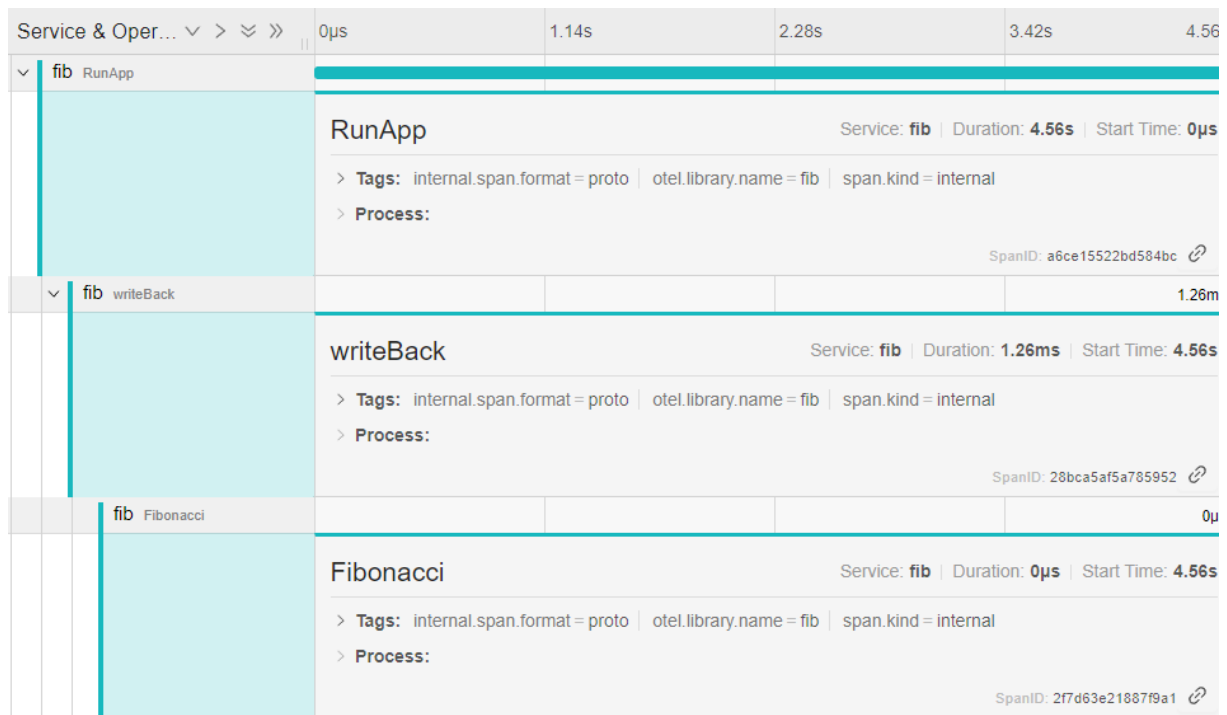 Service & Oper... 0μs 1.14s 2.28s 3.42s 4.56
fib RunApp
RunApp Service: fib Duration: 4.56s Start Time: 0μs
Tags: internal.span.format = proto otel.library.name = fib span.kind = internal
Process:
SpanID: a6ce15522bd584bc
fib writeBack 1.26m
writeBack Service: fib Duration: 1.26ms Start Time: 4.56s
Tags: internal.span.format = proto otel.library.name = fib span.kind = internal
Process:
SpanID: 28bca5af5a785952
fib Fibonacci 0μ
Fibonacci Service: fib Duration: 0μs Start Time: 4.56s
Tags: internal.span.format = proto otel.library.name = fib span.kind = internal
Process:
SpanID: 2f7d63e21887f9a1